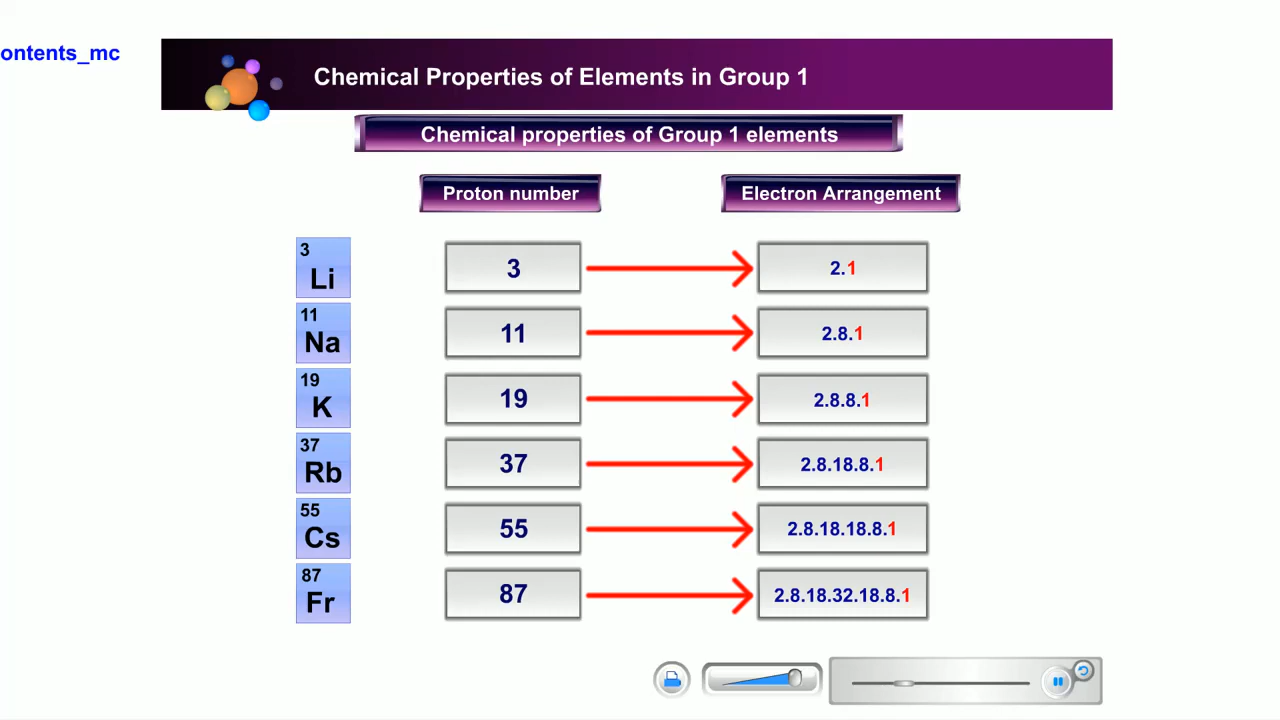 ontents_mc
Chemical Properties of Elements in Group 1
Chemical properties of Group 1 elements
Proton number
Electron Arrangement
3
Li
3
2.1
11
Na
11
2.8.1
19
K
19
2.8.8.1
37
Rb
37
2.8.18.8.1
55
Cs
55
2.8.18.18.8.1
87
Fr
87
2.8.18.32.18.8.1